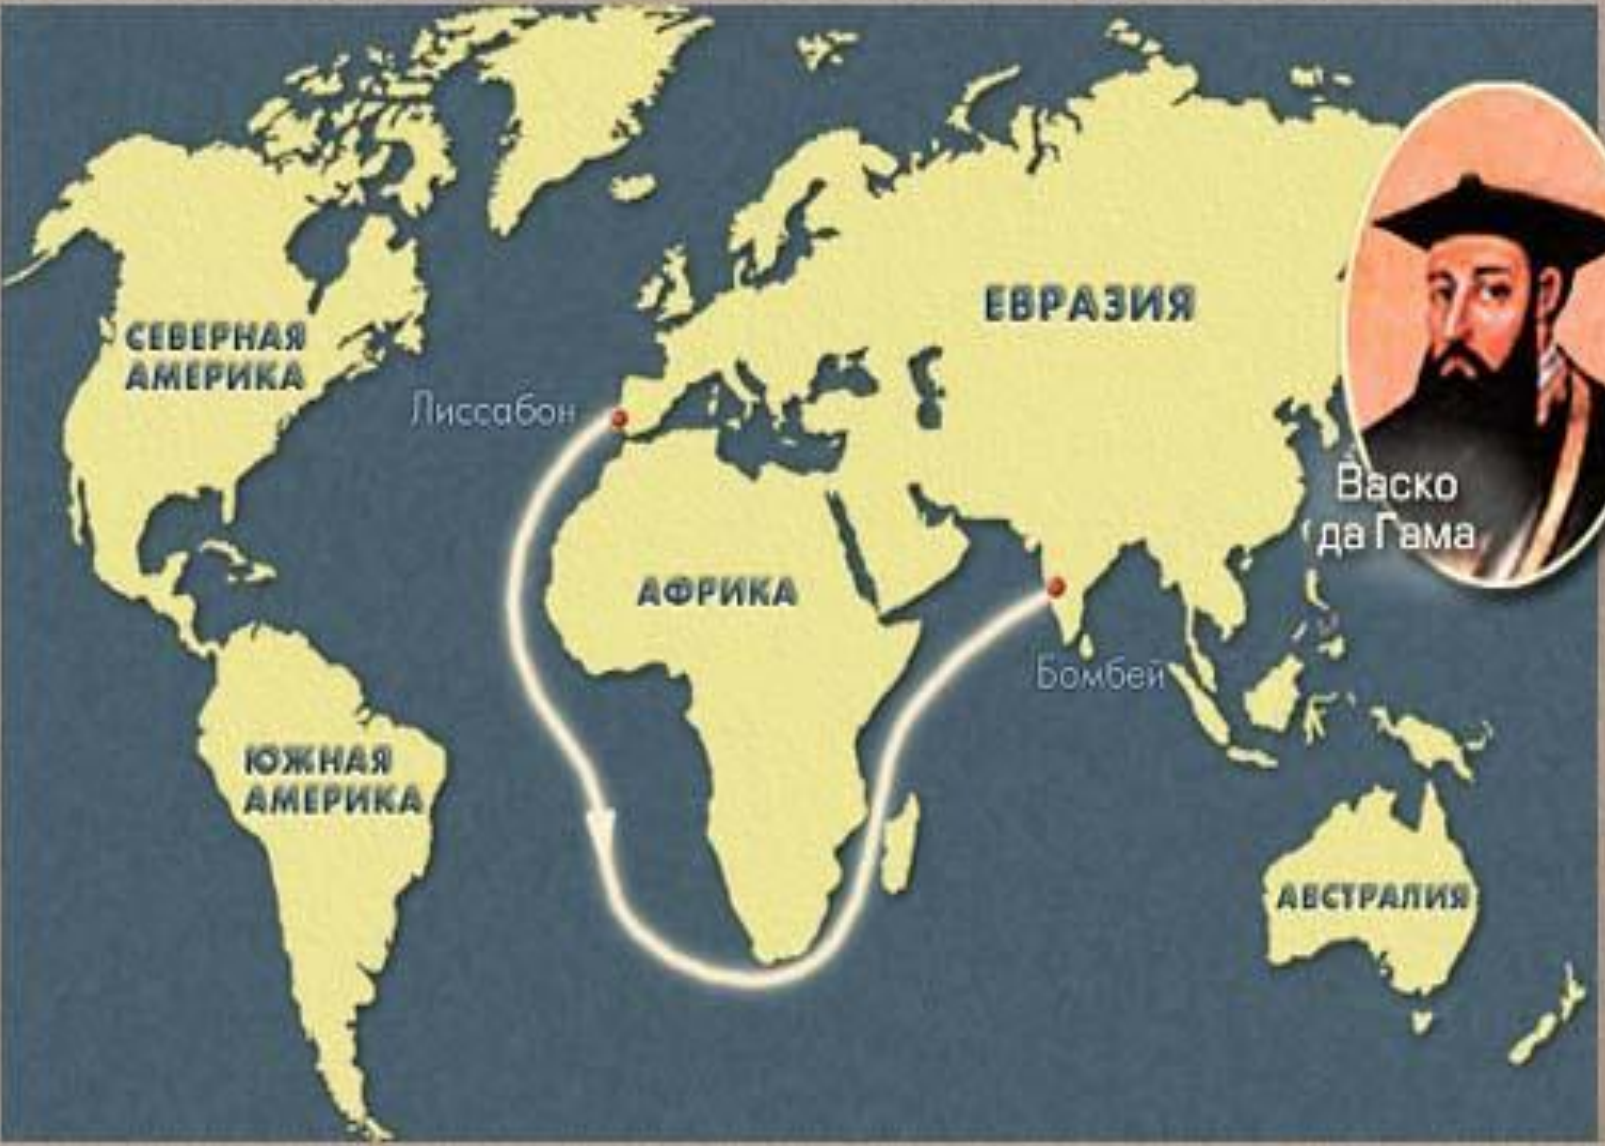 СЕВЕРНАЯ
АМЕРИКА
ЕВРАЗИЯ
Лиссабон
Васко
да Гама
АФРИКА
Бомбей
ЮЖНАЯ
АМЕРИКА
АВСТРАЛИЯ